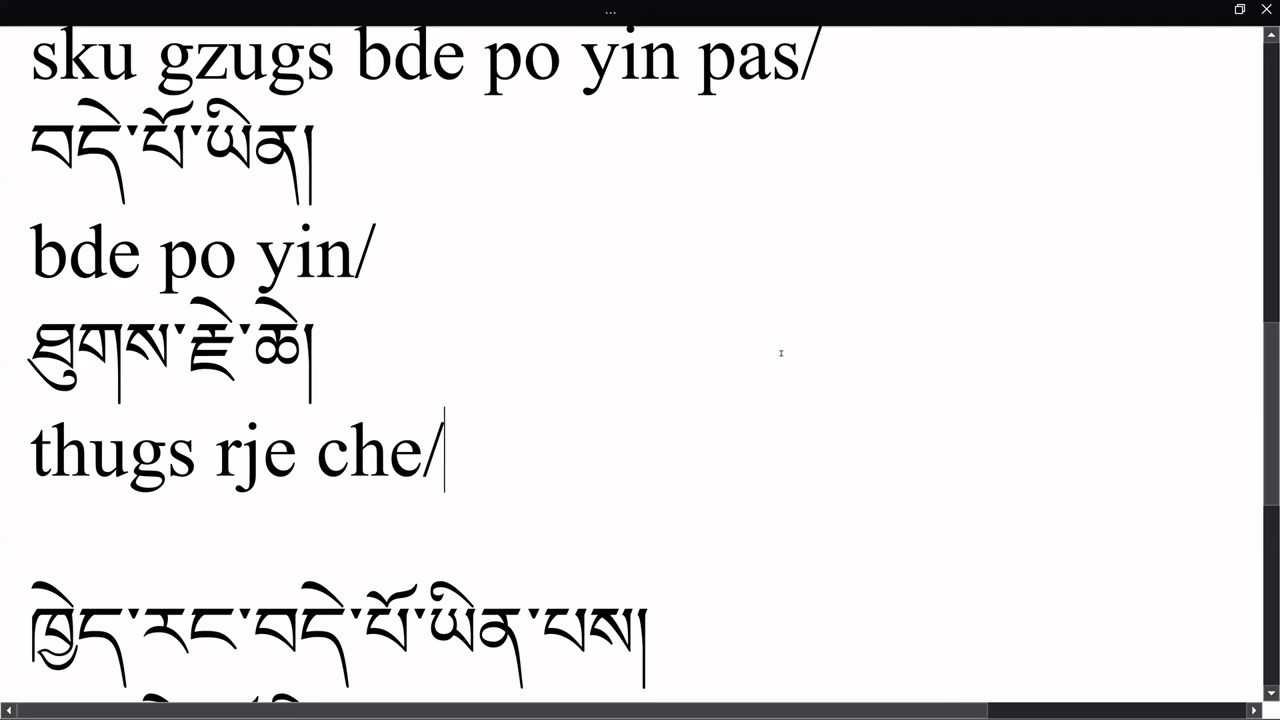 sku gzugs bde po yin pas/
བདེ་པོ་ཡིན།
bde po yin/
ཐུགས་རྗེ་ཆེ།
thugs rje che/
ཁྱེད་རང་བདེ་པོ་ཡིན་པས།